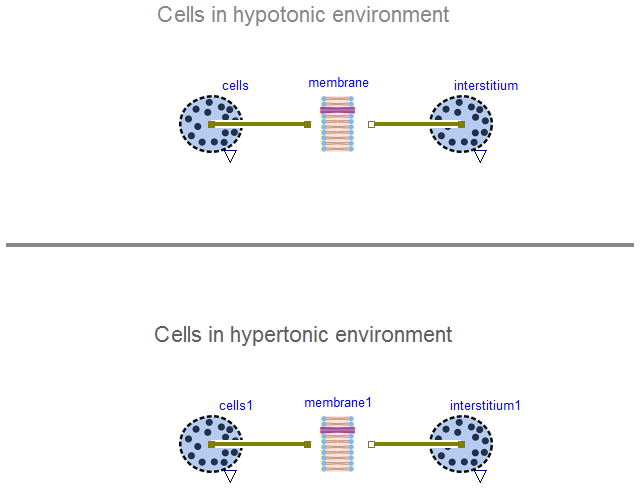 Cells in hypotonic environment
cells
membrane
interstitium
Cells in hypertonic environment
cells1
membrane1
interstitium1